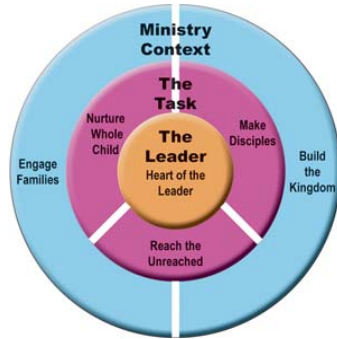 Ministry
Context
The
Task
Nurture
Whole
Child
Make
Disciples
The
Leader
Heart of the
Leader
Engage
Families
Build
the
Kingdom
Reach the
Unreached